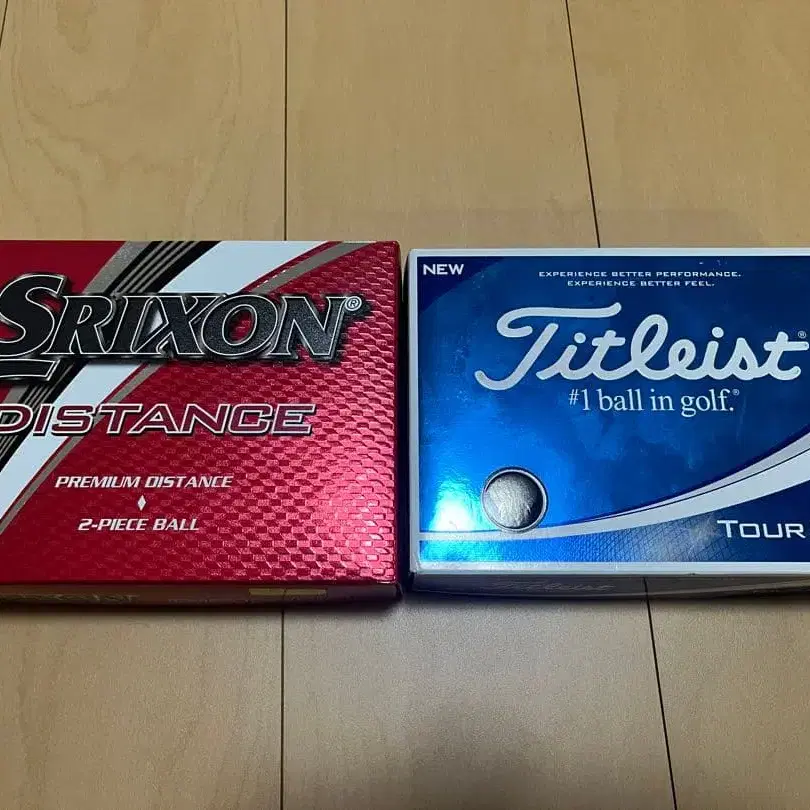 SRIXON®
DISTANCE
PREMIUM DISTANCE
♦
2-PIECE BALL
NEW
EXPERIENCE BETTER PERFORMANCE.
EXPERIENCE BETTER FEEL.
Titleist®
#1 ball in golf.®
TOUR
Titleist